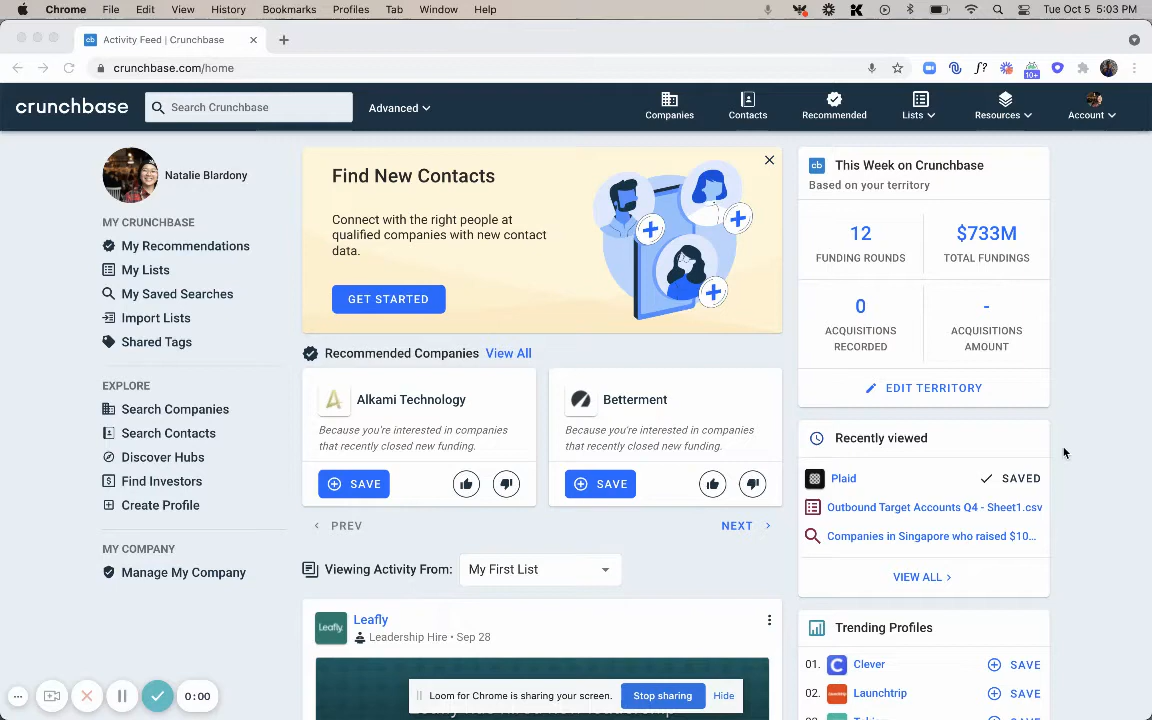 Chrome File Edit View History Bookmarks Profiles Tab Window Help Tue Oct 5 5:03 PM
cb Activity Feed | Crunchbase
crunchbase.com/home
10+
crunchbase
Search Crunchbase
Advanced
Companies
Contacts
Recommended
Lists
Resources
Account
Natalie Blardony
MY CRUNCHBASE
My Recommendations
My Lists
My Saved Searches
Import Lists
Shared Tags
EXPLORE
Search Companies
Search Contacts
Discover Hubs
Find Investors
Create Profile
MY COMPANY
Manage My Company
Find New Contacts
Connect with the right people at
qualified companies with new contact
data.
GET STARTED
Recommended Companies View All
Alkami Technology
Because you're interested in companies
that recently closed new funding.
SAVE
Betterment
Because you're interested in companies
that recently closed new funding.
SAVE
PREV
NEXT
Viewing Activity From: My First List
Leafly
Leafly
Leadership Hire • Sep 28
cb This Week on Crunchbase
Based on your territory
12
FUNDING ROUNDS
$733M
TOTAL FUNDINGS
0
ACQUISITIONS
RECORDED
-
ACQUISITIONS
AMOUNT
EDIT TERRITORY
Recently viewed
Plaid SAVED
Outbound Target Accounts Q4 - Sheet1.csv
Companies in Singapore who raised $10...
VIEW ALL
Trending Profiles
01. Clever SAVE
02. Launchtrip SAVE
0:00
Loom for Chrome is sharing your screen. Stop sharing Hide